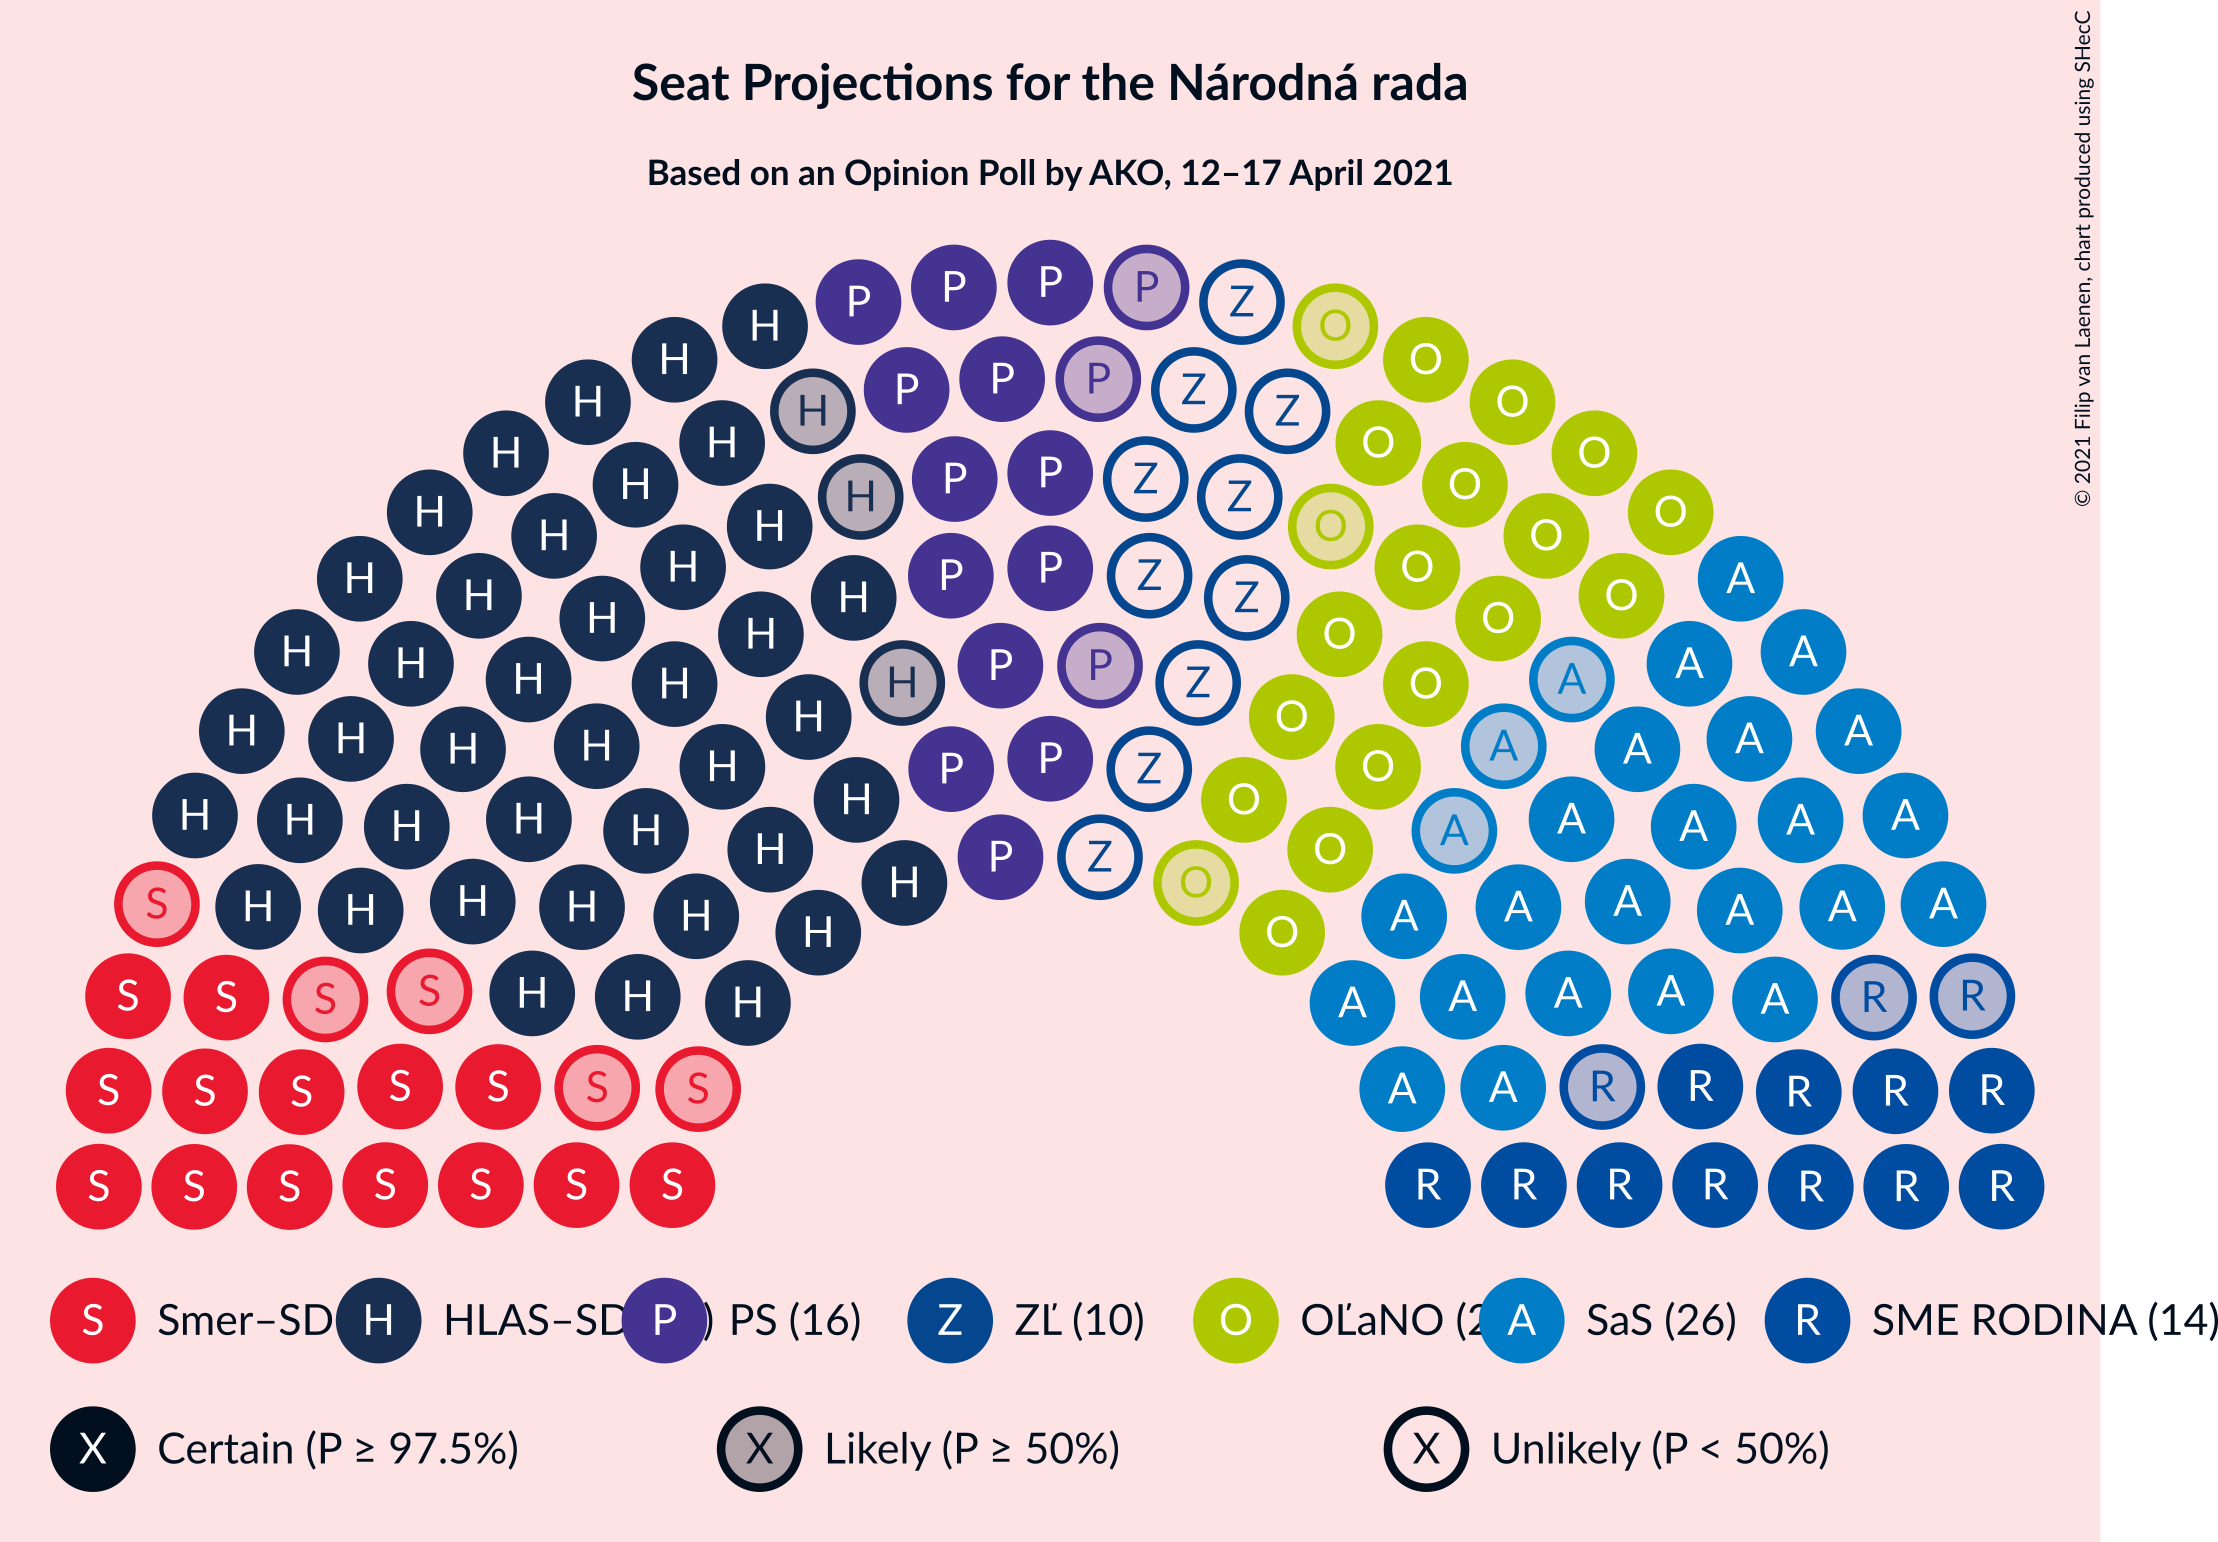 Seat Projections for the Národná rada
Based on an Opinion Poll by AKO, 12–17 April 2021
© 2021 Filip van Laenen, chart produced using SHecC
P P P P Z
H O
H O
H H P P P Z Z O
H H O O
H H H P P Z Z O O
H H O O
H H H H P P Z Z O O A
H H O O
H H H H H P P Z O A A A
H H H H H H P P Z O O A A A A
H H H H H H H P Z O O A A A A A
S H H H H H H H O O A A A A A A
S S S S H H H A A A A A R R
S S S S S S S A A R R R R R
S S S S S S S R R R R R R R
S Smer–SD H HLAS–SD P ) PS (16) Z ZĽ (10) O OĽaNO A SaS (26) R SME RODINA (14)
X Certain (P ≥ 97.5%) X Likely (P ≥ 50%) X Unlikely (P < 50%)